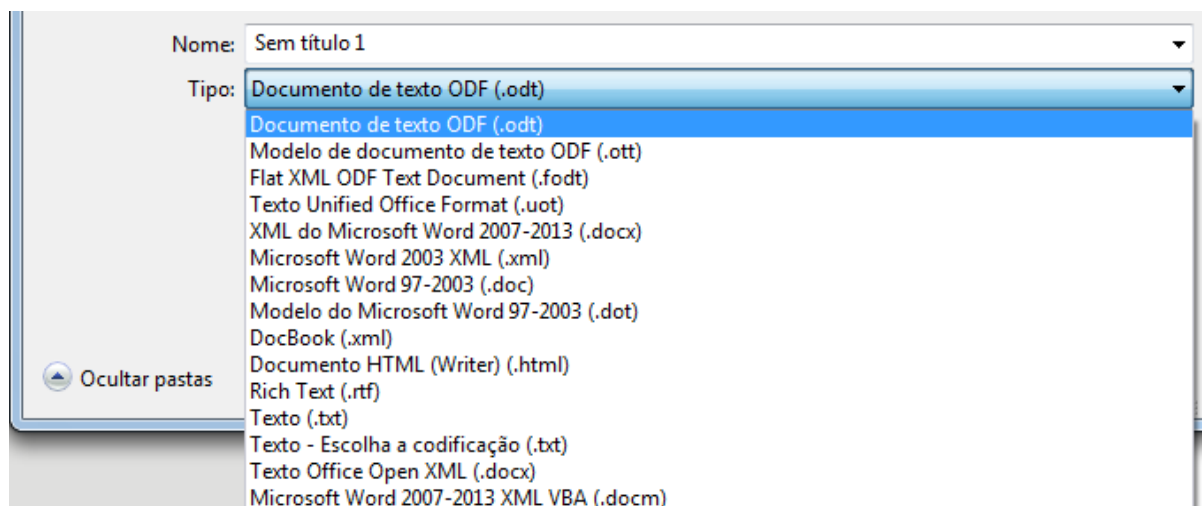 Nome: Sem título 1
Tipo: Documento de texto ODF (.odt)
Documento de texto ODF (.odt)
Modelo de documento de texto ODF (.ott)
Flat XML ODF Text Document (.fodt)
Texto Unified Office Format (.uot)
XML do Microsoft Word 2007-2013 (.docx)
Microsoft Word 2003 XML (.xml)
Microsoft Word 97-2003 (.doc)
Modelo do Microsoft Word 97-2003 (.dot)
DocBook (.xml)
Documento HTML (Writer) (.html)
Ocultar pastas
Rich Text (.rtf)
Texto (.txt)
Texto - Escolha a codificação (.txt)
Texto Office Open XML (.docx)
Microsoft Word 2007-2013 XML VBA (.docm)